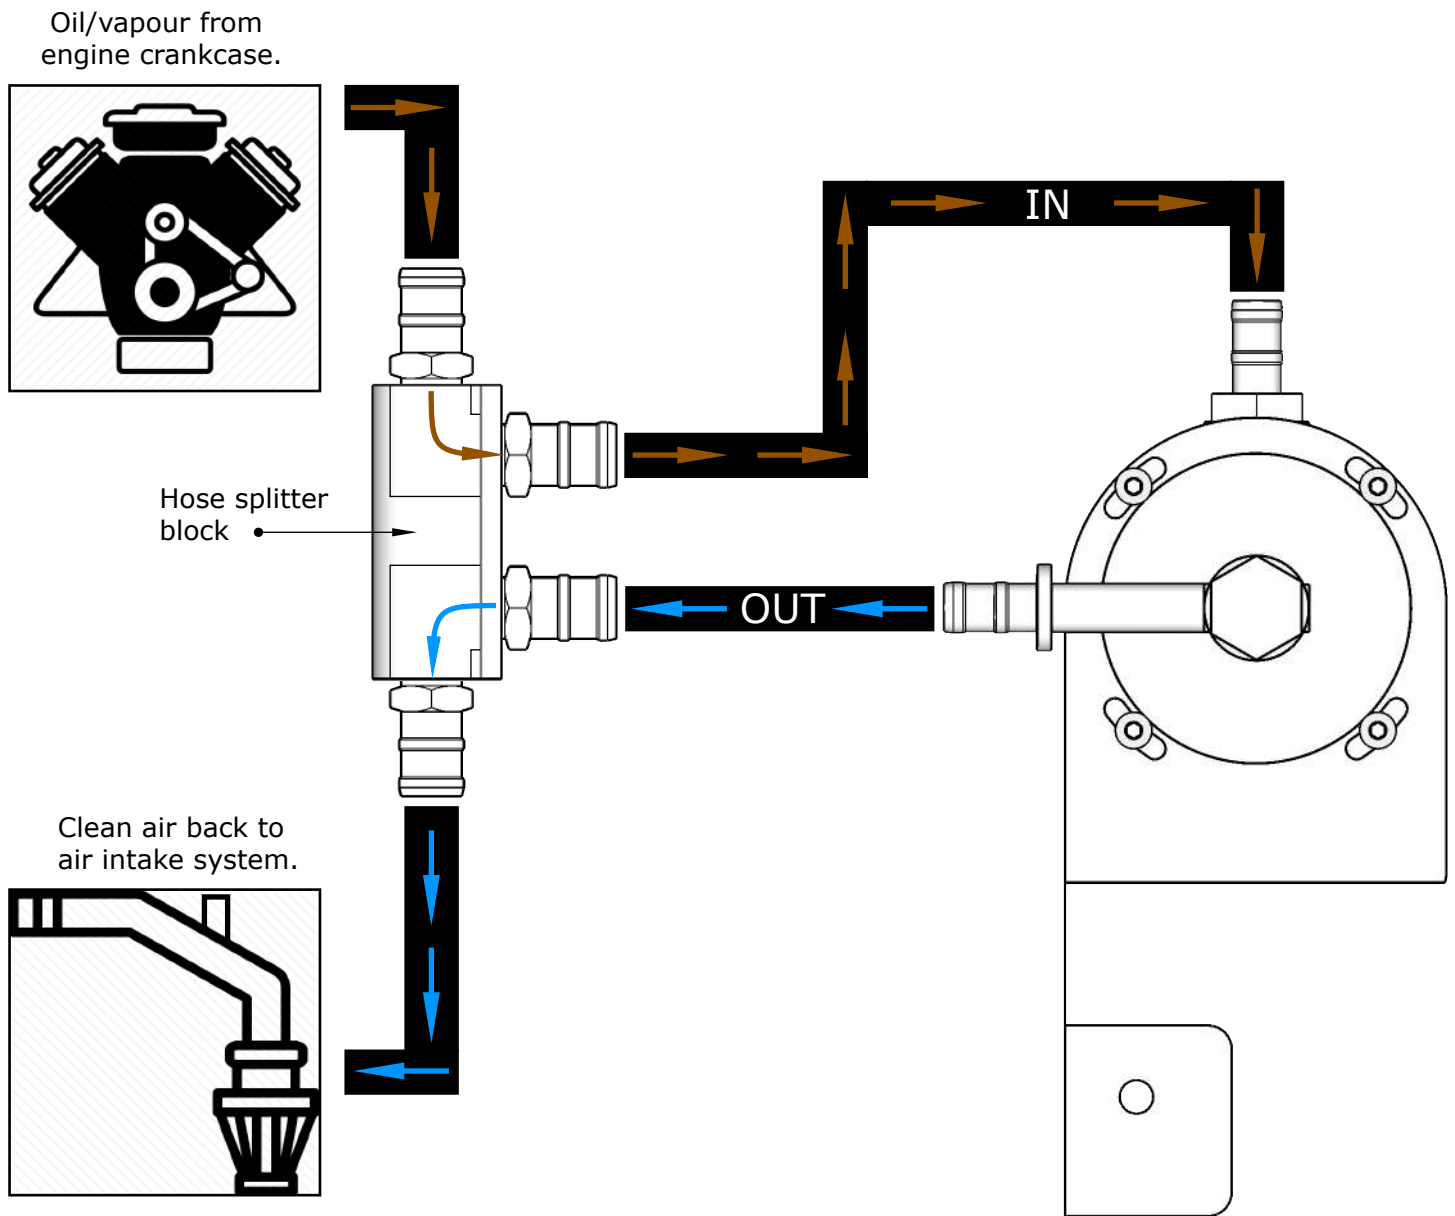 Oil/vapour from
engine crankcase.
IN
Hose splitter
block
OUT
Clean air back to
air intake system.